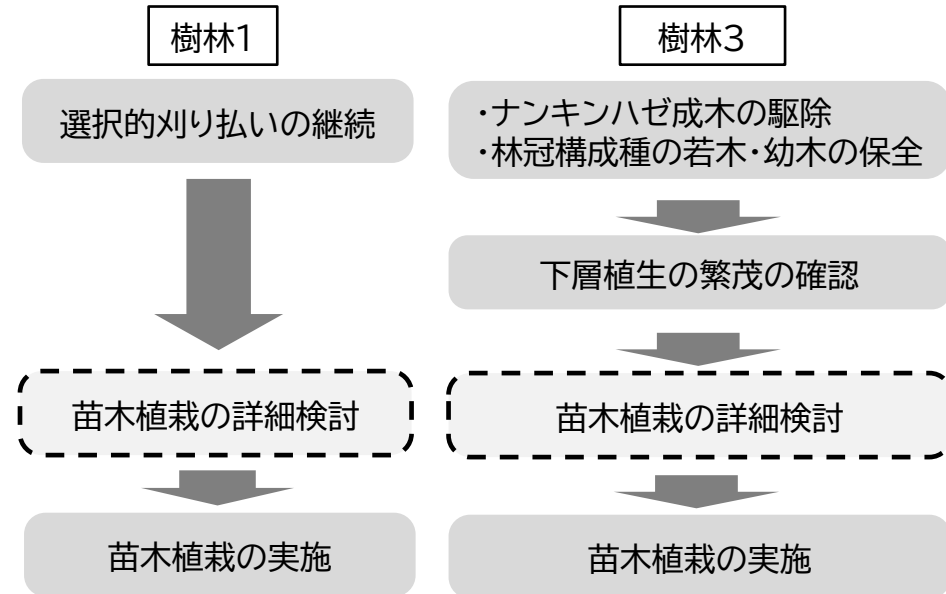 樹林1
選択的刈り払いの継続
苗木植栽の詳細検討
苗木植栽の実施
樹林3
・ナンキンハゼ成木の駆除
・林冠構成種の若木・幼木の保全
下層植生の繁茂の確認
苗木植栽の詳細検討
苗木植栽の実施